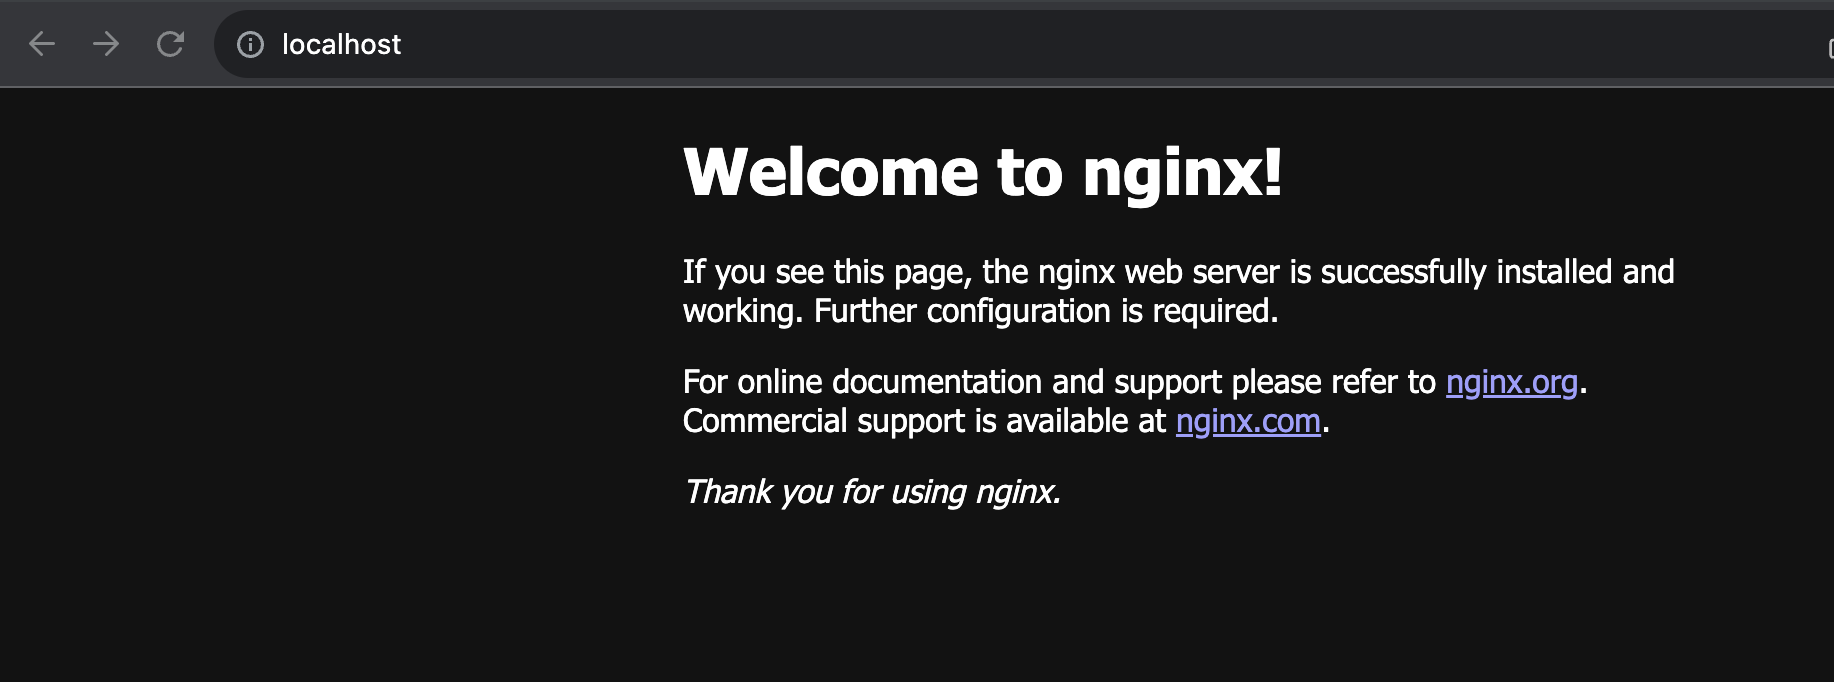 localhost
Welcome to nginx!
If you see this page, the nginx web server is successfully installed and
working. Further configuration is required.
For online documentation and support please refer to nginx.org.
Commercial support is available at nginx.com.
Thank you for using nginx.